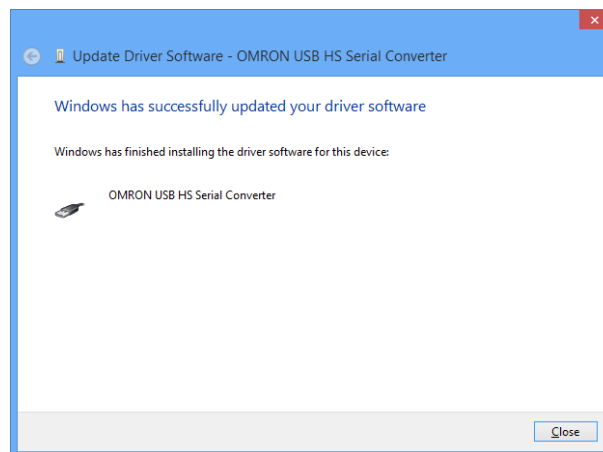 Update Driver Software - OMRON USB HS Serial Converter
Windows has successfully updated your driver software
Windows has finished installing the driver software for this device:
OMRON USB HS Serial Converter
Close